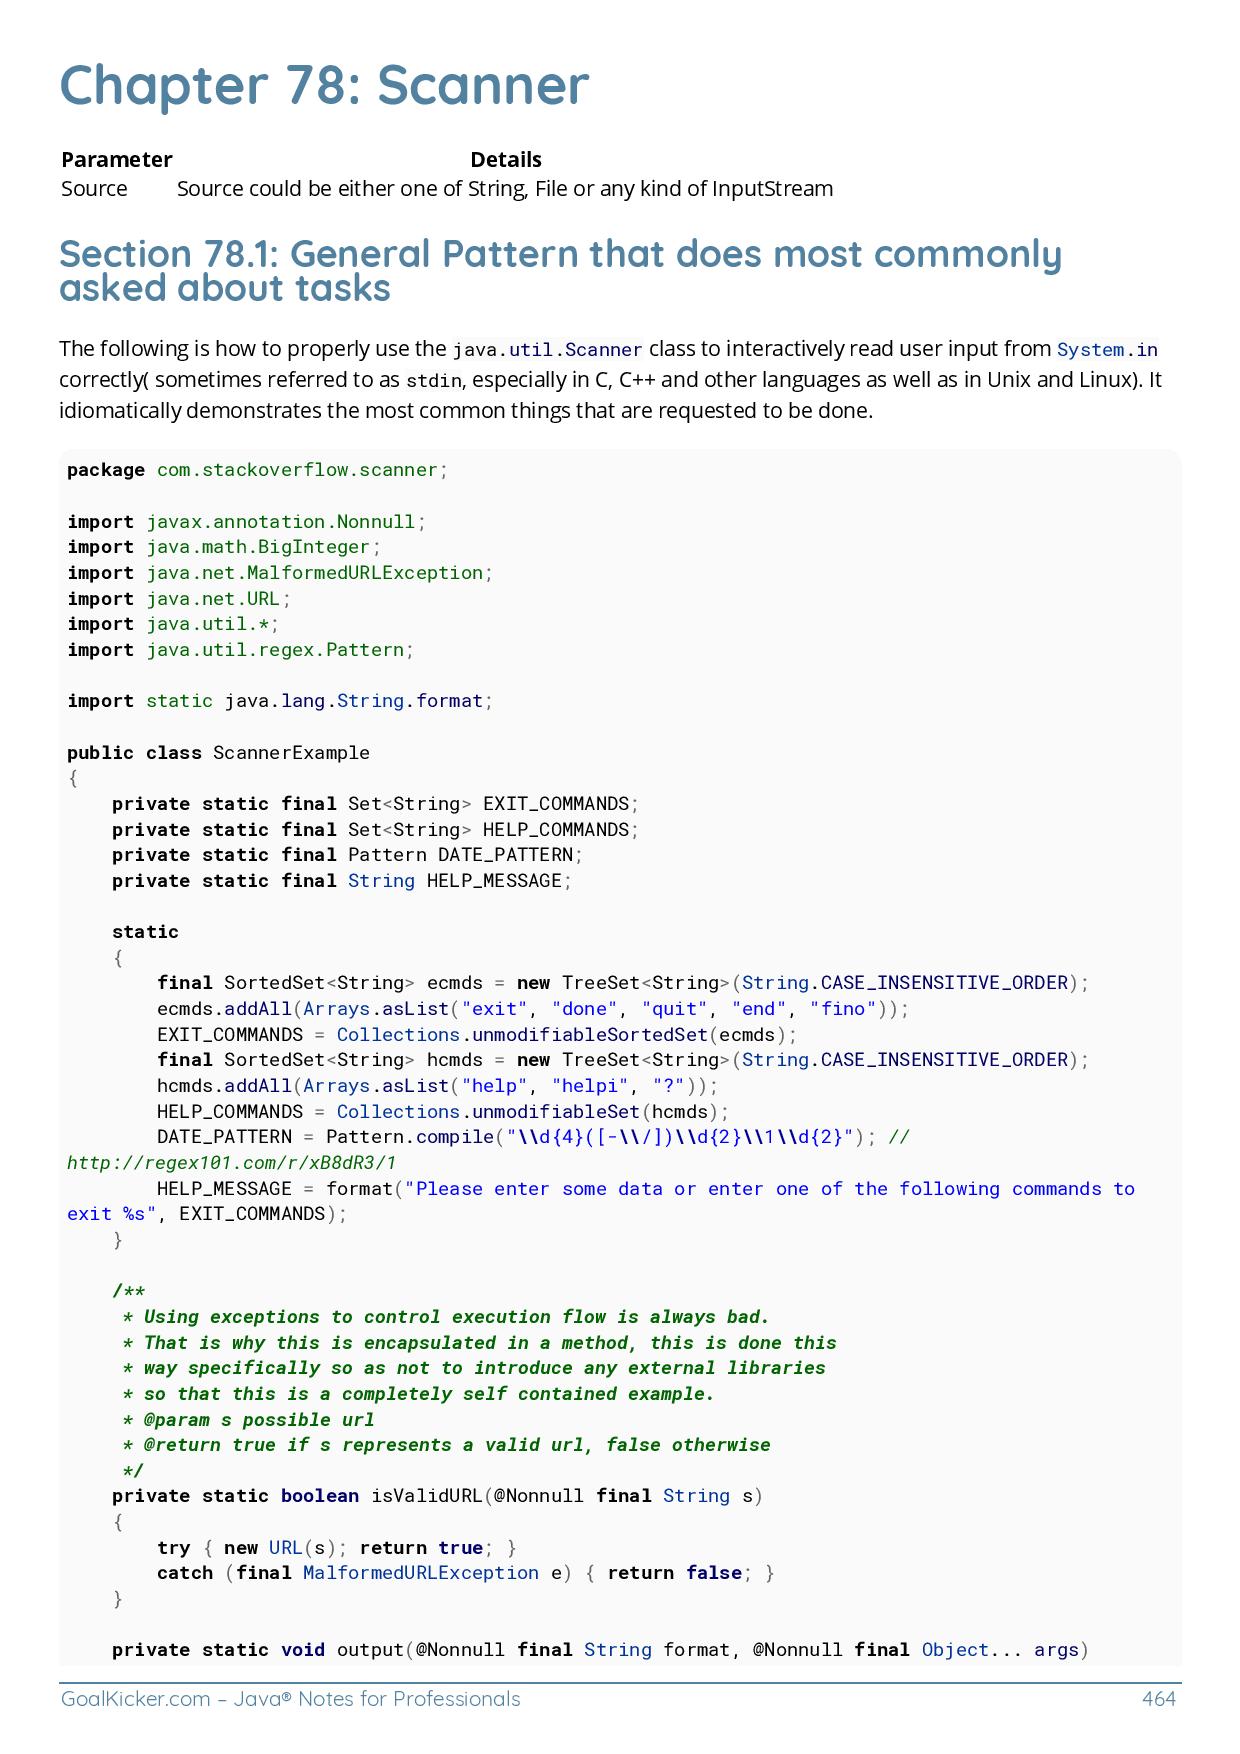 Chapter 78: Scanner
Parameter Details
Source Source could be either one of String, File or any kind of InputStream
Section 78.1: General Pattern that does most commonly
asked about tasks
The following is how to properly use the java.util.Scanner class to interactively read user input from System.in
correctly( sometimes referred to as stdin, especially in C, C++ and other languages as well as in Unix and Linux). It
idiomatically demonstrates the most common things that are requested to be done.
package com.stackoverflow.scanner;

import javax.annotation.Nonnull;
import java.math.BigInteger;
import java.net.MalformedURLException;
import java.net.URL;
import java.util.*;
import java.util.regex.Pattern;

import static java.lang.String.format;

public class ScannerExample
{
    private static final Set<String> EXIT_COMMANDS;
    private static final Set<String> HELP_COMMANDS;
    private static final Pattern DATE_PATTERN;
    private static final String HELP_MESSAGE;

    static
    {
        final SortedSet<String> ecmds = new TreeSet<String>(String.CASE_INSENSITIVE_ORDER);
        ecmds.addAll(Arrays.asList("exit", "done", "quit", "end", "fino"));
        EXIT_COMMANDS = Collections.unmodifiableSortedSet(ecmds);
        final SortedSet<String> hcmds = new TreeSet<String>(String.CASE_INSENSITIVE_ORDER);
        hcmds.addAll(Arrays.asList("help", "helpi", "?"));
        HELP_COMMANDS = Collections.unmodifiableSet(hcmds);
        DATE_PATTERN = Pattern.compile("\\d{4}([-\\/])\\d{2}\\1\\d{2}"); //
http://regex101.com/r/xB8dR3/1
        HELP_MESSAGE = format("Please enter some data or enter one of the following commands to
exit %s", EXIT_COMMANDS);
    }

    /**
     * Using exceptions to control execution flow is always bad.
     * That is why this is encapsulated in a method, this is done this
     * way specifically so as not to introduce any external libraries
     * so that this is a completely self contained example.
     * @param s possible url
     * @return true if s represents a valid url, false otherwise
     */
    private static boolean isValidURL(@Nonnull final String s)
    {
        try { new URL(s); return true; }
        catch (final MalformedURLException e) { return false; }
    }

    private static void output(@Nonnull final String format, @Nonnull final Object... args)
GoalKicker.com – Java® Notes for Professionals 464